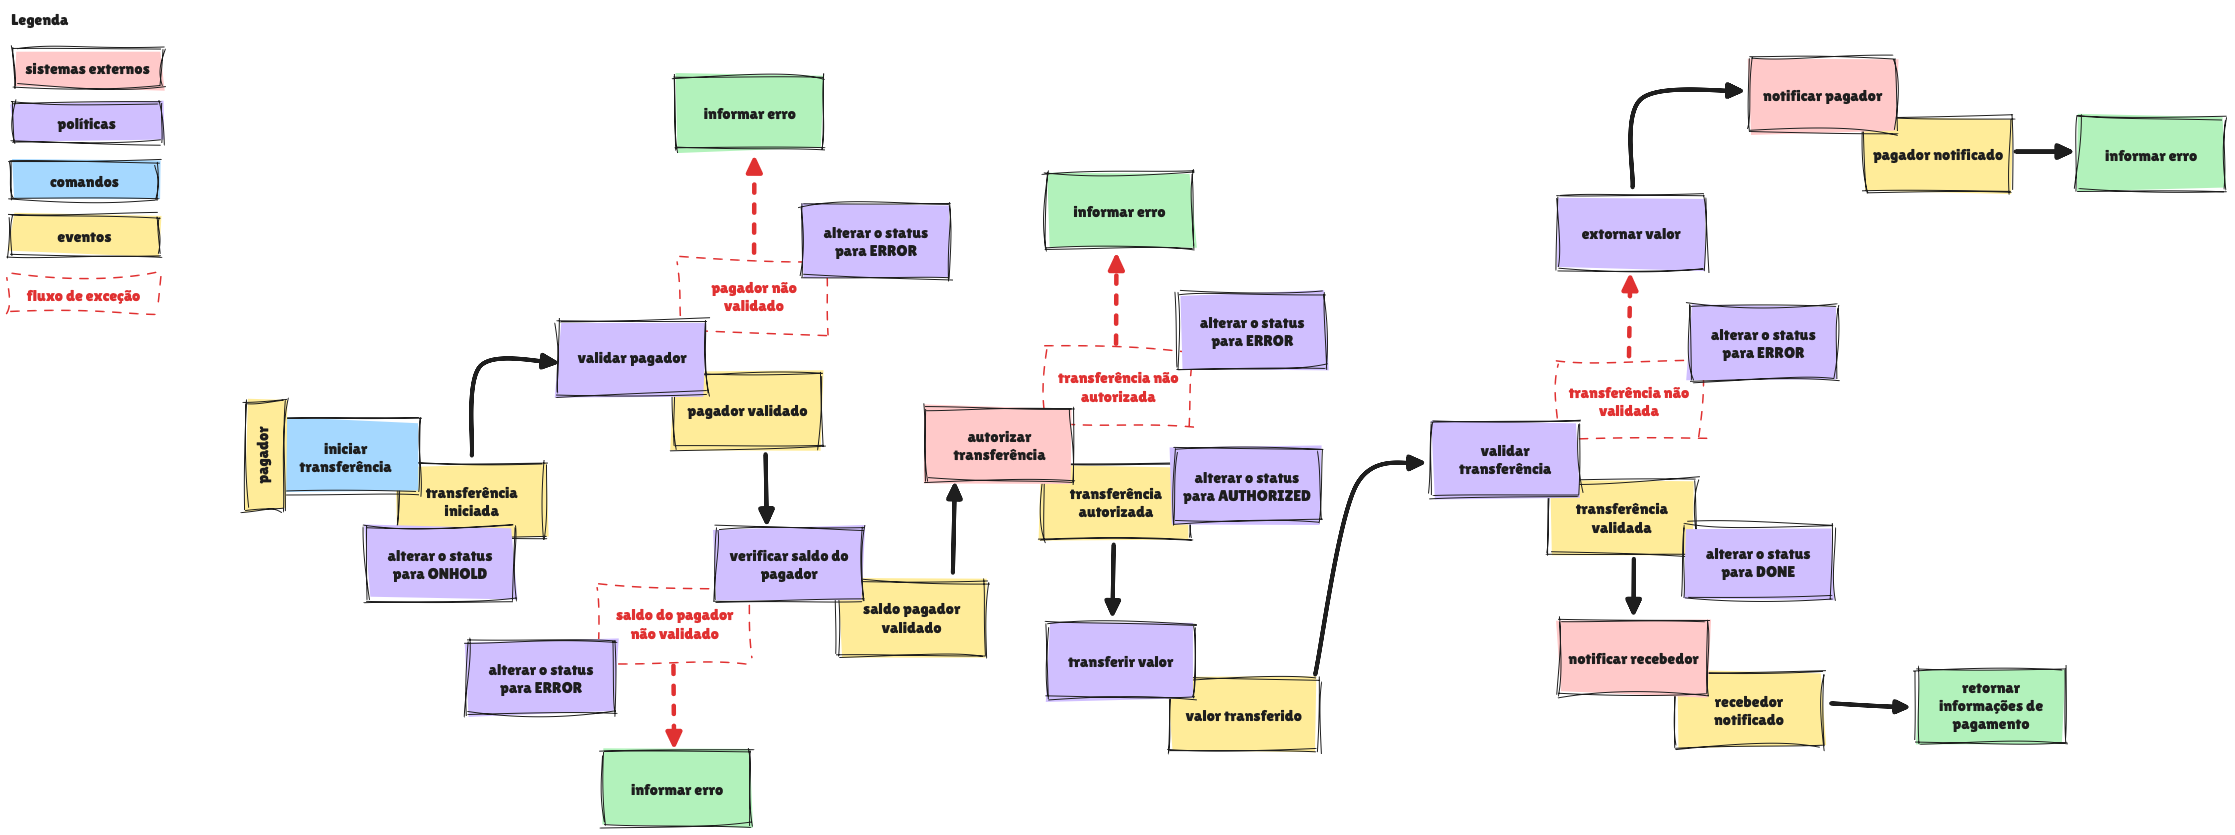 Legenda
sistemas externos
políticas
comandos
eventos
fluxo de exceção
pagador
iniciar
transferência
transferência
iniciada
alterar o status
para ONHOLD
validar pagador
pagador não
validado
alterar o status
para ERROR
informar erro
pagador validado
verificar saldo do
pagador
saldo do pagador
não validado
alterar o status
para ERROR
informar erro
saldo pagador
validado
autorizar
transferência
transferência não
autorizada
alterar o status
para ERROR
informar erro
transferência
autorizada
alterar o status
para AUTHORIZED
transferir valor
valor transferido
validar
transferência
transferência não
validada
alterar o status
para ERROR
extornar valor
notificar pagador
pagador notificado
informar erro
transferência
validada
alterar o status
para DONE
notificar recebedor
recebedor
notificado
retornar
informações de
pagamento